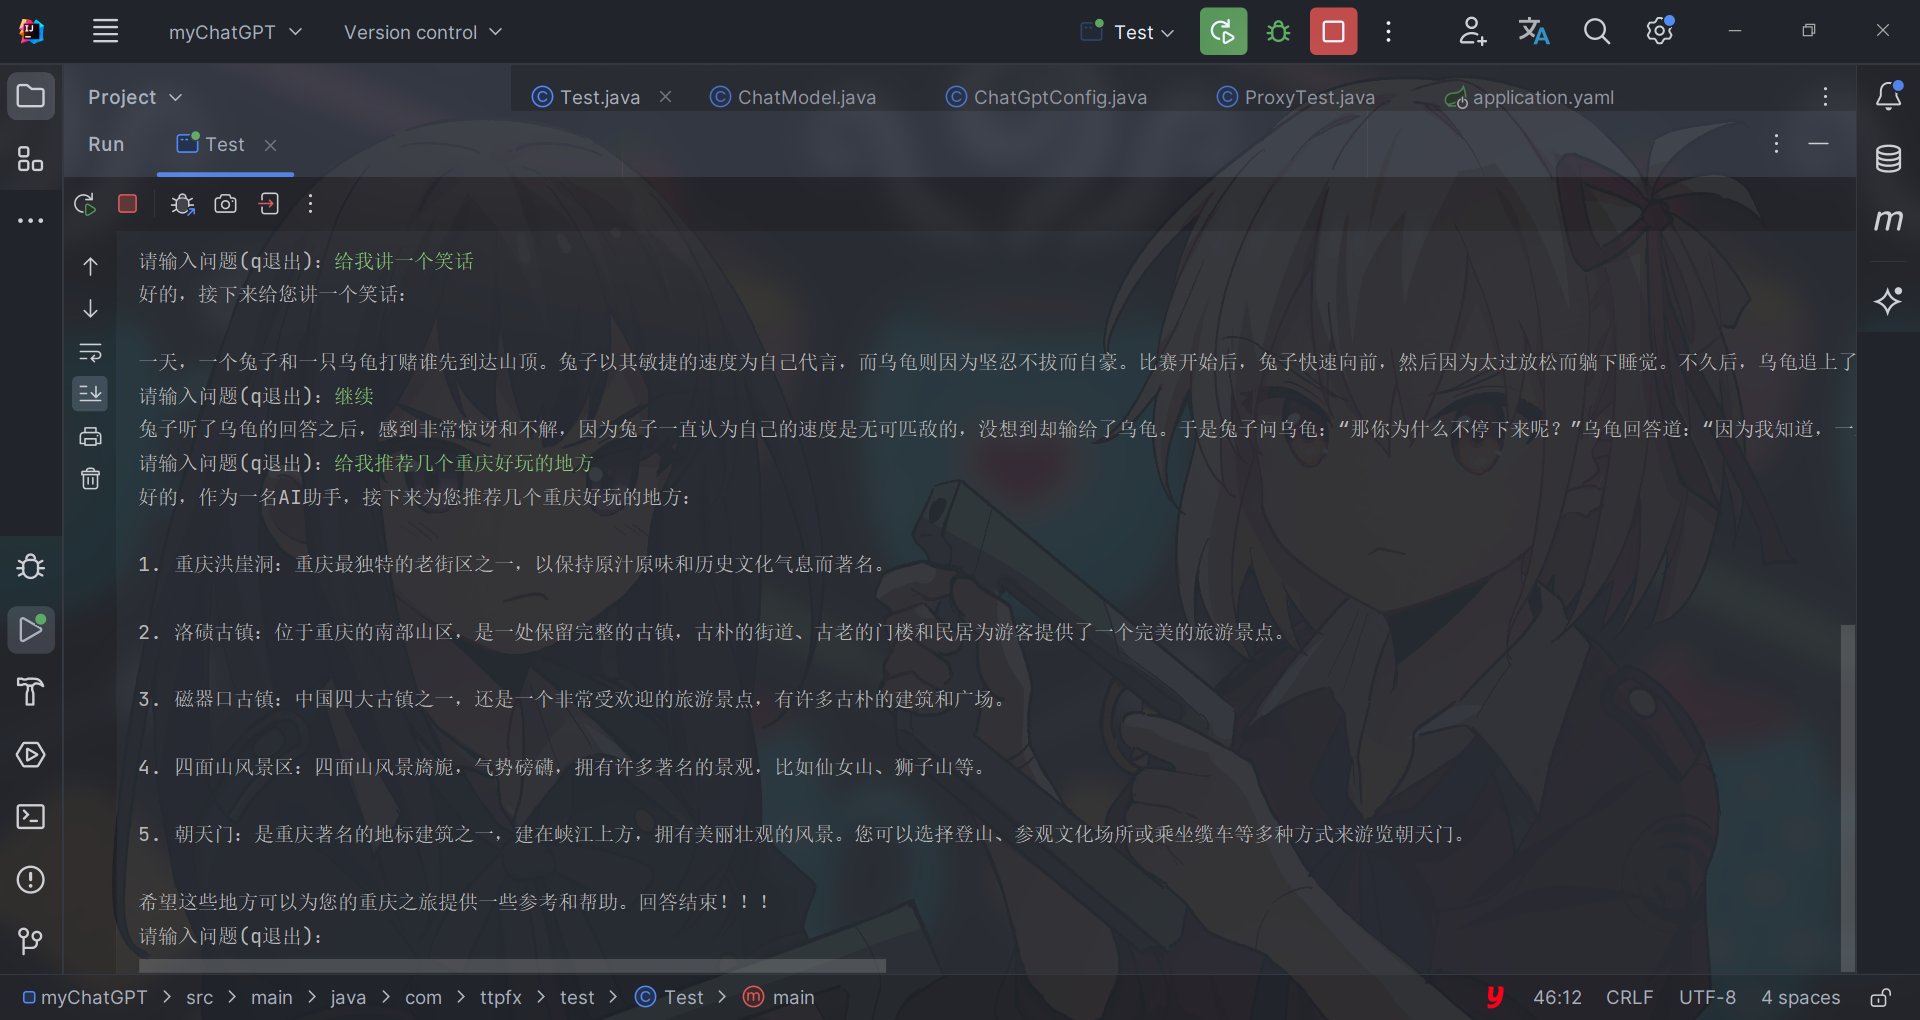 myChatGPT
Version control
Test
Project
Test.java
ChatModel.java
ChatGptConfig.java
ProxyTest.java
application.yaml
Run
Test
请输入问题(q退出): 给我讲一个笑话
好的，接下来给您讲一个笑话：
一天，一个兔子和一只乌龟打赌谁先到达山顶。兔子以其敏捷的速度为自己代言，而乌龟则因为坚忍不拔而自豪。比赛开始后，兔子快速向前，然后因为太过放松而躺下睡觉。不久后，乌龟追上了
请输入问题(q退出): 继续
兔子听了乌龟的回答之后，感到非常惊讶和不解，因为兔子一直认为自己的速度是无可匹敌的，没想到却输给了乌龟。于是兔子问乌龟：“那你为什么不停下来呢？”乌龟回答道：“因为我知道，一
请输入问题(q退出): 给我推荐几个重庆好玩的地方
好的，作为一名AI助手，接下来为您推荐几个重庆好玩的地方：
1. 重庆洪崖洞：重庆最独特的老街区之一，以保持原汁原味和历史文化气息而著名。
2. 洛碛古镇：位于重庆的南部山区，是一处保留完整的古镇，古朴的街道、古老的门楼和民居为游客提供了一个完美的旅游景点。
3. 磁器口古镇：中国四大古镇之一，还是一个非常受欢迎的旅游景点，有许多古朴的建筑和广场。
4. 四面山风景区：四面山风景旖旎，气势磅礴，拥有许多著名的景观，比如仙女山、狮子山等。
5. 朝天门：是重庆著名的地标建筑之一，建在峡江上方，拥有美丽壮观的风景。您可以选择登山、参观文化场所或乘坐缆车等多种方式来游览朝天门。
希望这些地方可以为您的重庆之旅提供一些参考和帮助。回答结束！！！
请输入问题(q退出):
myChatGPT > src > main > java > com > ttpfx > test > Test > main
46:12 CRLF UTF-8 4 spaces